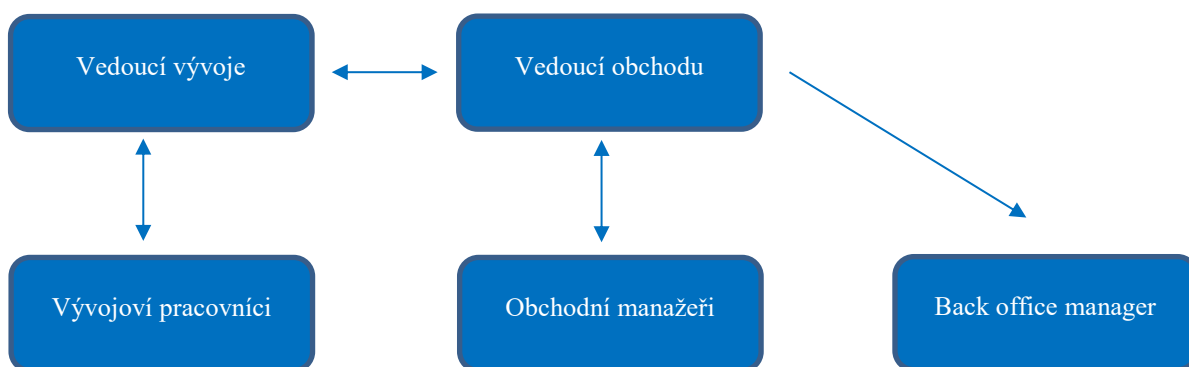 Vedoucí vývoje
Vedoucí obchodu
Vývojoví pracovníci
Obchodní manažeři
Back office manager